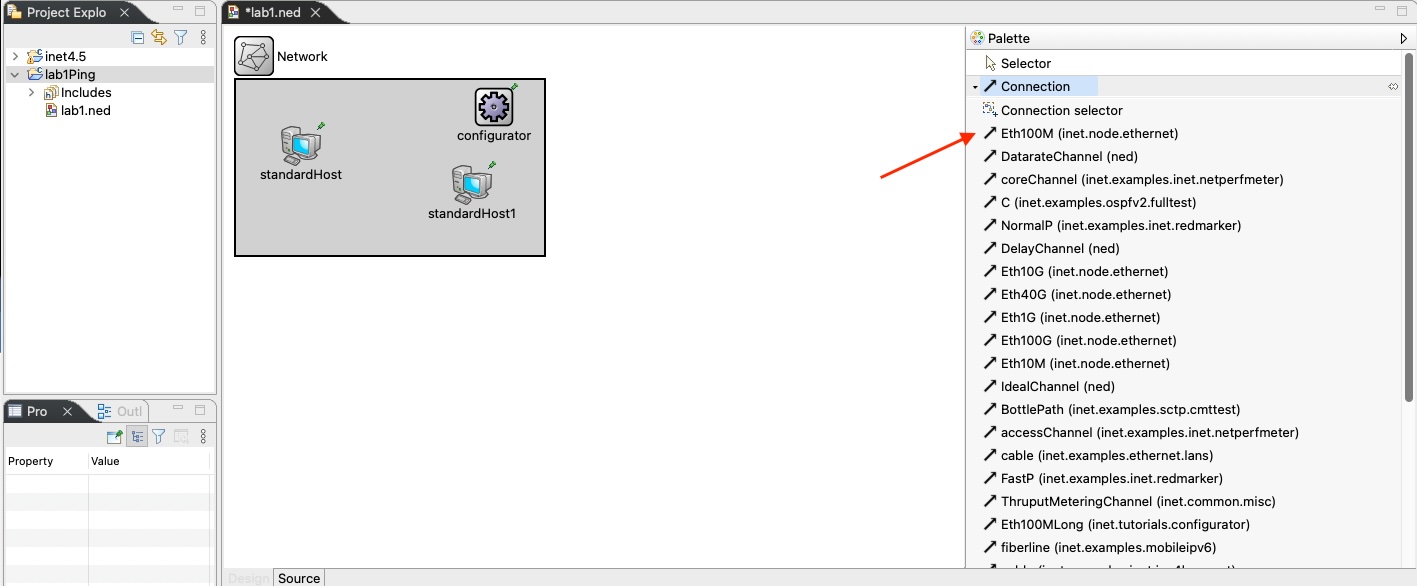 Project Explo
inet4.5
lab1Ping
Includes
lab1.ned
Pro
Outl
Property Value
*lab1.ned
Network
configurator
standardHost
standardHost1
Design Source
Palette
Selector
Connection
Connection selector
Eth100M (inet.node.ethernet)
DatarateChannel (ned)
coreChannel (inet.examples.inet.netperfmeter)
C (inet.examples.ospfv2.fulltest)
NormalP (inet.examples.inet.redmarker)
DelayChannel (ned)
Eth10G (inet.node.ethernet)
Eth40G (inet.node.ethernet)
Eth1G (inet.node.ethernet)
Eth100G (inet.node.ethernet)
Eth10M (inet.node.ethernet)
IdealChannel (ned)
BottlePath (inet.examples.sctp.cmttest)
accessChannel (inet.examples.inet.netperfmeter)
cable (inet.examples.ethernet.lans)
FastP (inet.examples.inet.redmarker)
ThruputMeteringChannel (inet.common.misc)
Eth100MLong (inet.tutorials.configurator)
fiberline (inet.examples.mobileipv6)